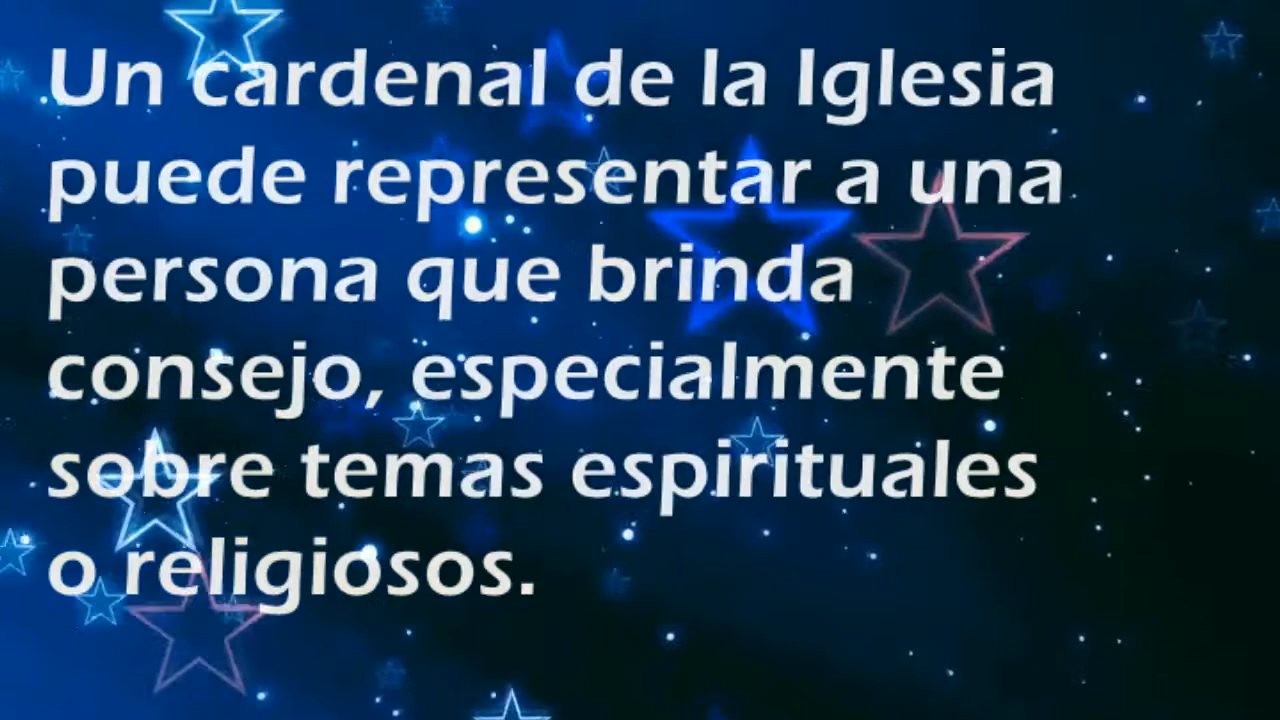 Un cardenal de la Iglesia
puede representar a una
persona que brinda
consejo, especialmente
sobre temas espirituales
o religiosos.